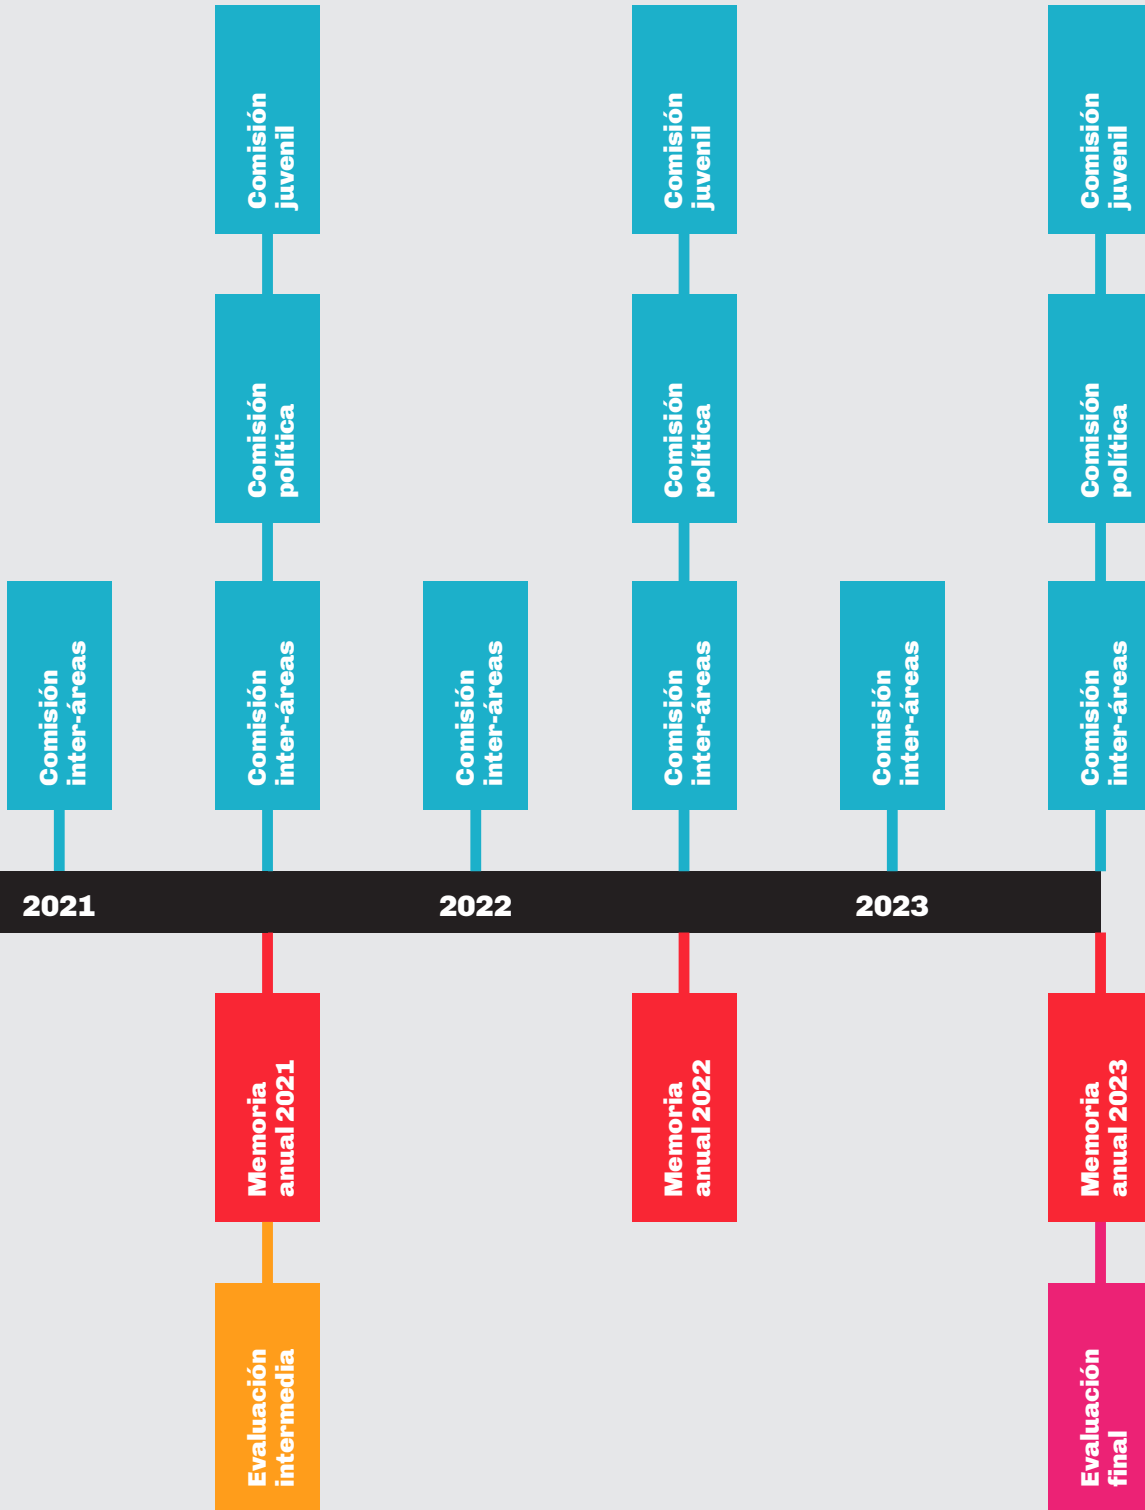 Comisión
juvenil
Comisión
juvenil
Comisión
juvenil
Comisión
política
Comisión
política
Comisión
política
Comisión
inter-áreas
Comisión
inter-áreas
Comisión
inter-áreas
Comisión
inter-áreas
Comisión
inter-áreas
Comisión
inter-áreas
2021
2022
2023
Memoria
anual 2021
Memoria
anual 2022
Memoria
anual 2023
Evaluación
intermedia
Evaluación
final